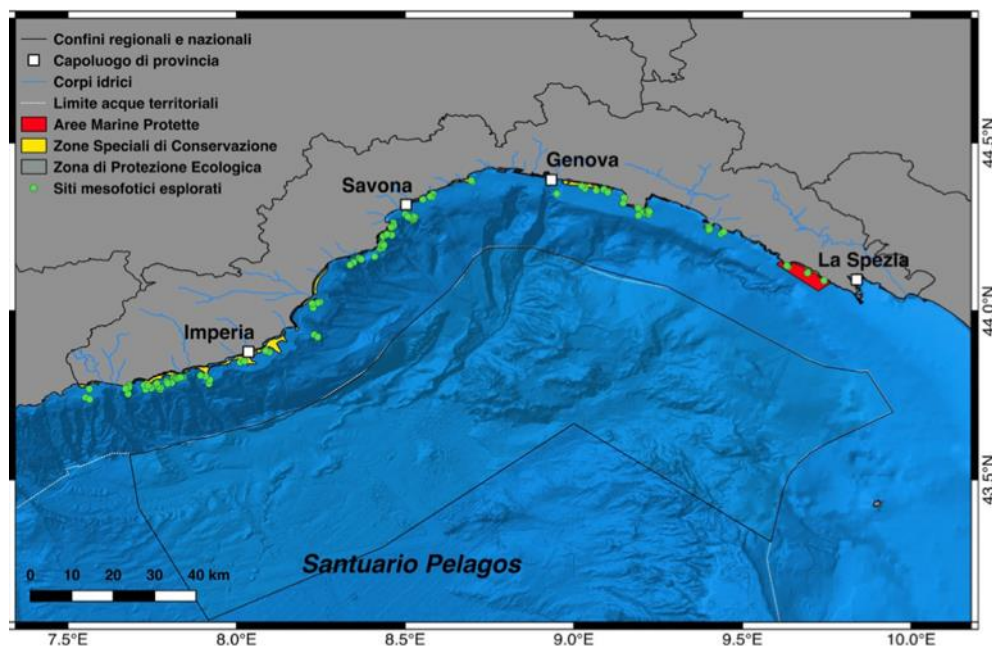 Confini regionali e nazionali
Capoluogo di provincia
Corpi idrici
Limite acque territoriali
Aree Marine Protette
Zone Speciali di Conservazione
Zona di Protezione Ecologica
Siti mesofotici esplorati
Genova
Savona
La Spezia
Imperia
Santuario Pelagos
0 10 20 30 40 km
44.5°N
44.0°N
43.5°N
7.5°E 8.0°E 8.5°E 9.0°E 9.5°E 10.0°E